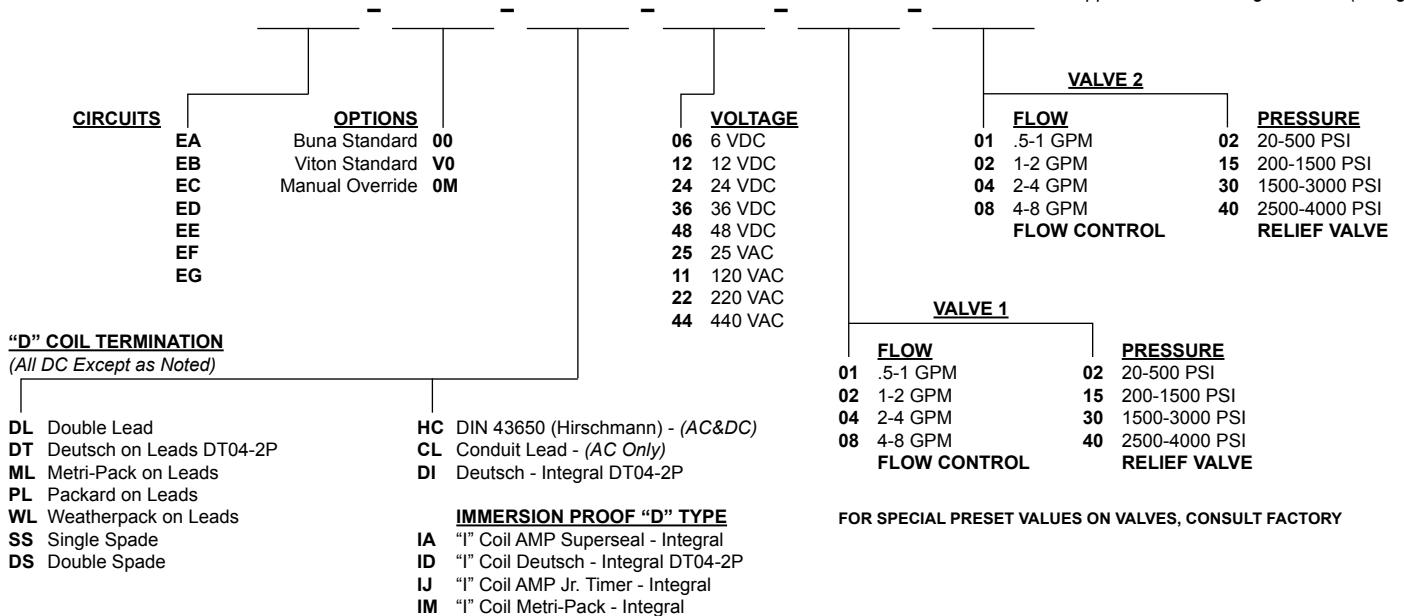 – – – – –
CIRCUITS
EA
EB
EC
ED
EE
EF
EG
OPTIONS
Buna Standard 00
Viton Standard V0
Manual Override 0M
VOLTAGE
06 6 VDC
12 12 VDC
24 24 VDC
36 36 VDC
48 48 VDC
25 25 VAC
11 120 VAC
22 220 VAC
44 440 VAC
VALVE 2
FLOW
01 .5-1 GPM
02 1-2 GPM
04 2-4 GPM
08 4-8 GPM
FLOW CONTROL
PRESSURE
02 20-500 PSI
15 200-1500 PSI
30 1500-3000 PSI
40 2500-4000 PSI
RELIEF VALVE
VALVE 1
FLOW
01 .5-1 GPM
02 1-2 GPM
04 2-4 GPM
08 4-8 GPM
FLOW CONTROL
PRESSURE
02 20-500 PSI
15 200-1500 PSI
30 1500-3000 PSI
40 2500-4000 PSI
RELIEF VALVE
FOR SPECIAL PRESET VALUES ON VALVES, CONSULT FACTORY
“D” COIL TERMINATION
(All DC Except as Noted)
DL Double Lead
DT Deutsch on Leads DT04-2P
ML Metri-Pack on Leads
PL Packard on Leads
WL Weatherpack on Leads
SS Single Spade
DS Double Spade
HC DIN 43650 (Hirschmann) - (AC&DC)
CL Conduit Lead - (AC Only)
DI Deutsch - Integral DT04-2P
IMMERSION PROOF “D” TYPE
IA “I” Coil AMP Superseal - Integral
ID “I” Coil Deutsch - Integral DT04-2P
IJ “I” Coil AMP Jr. Timer - Integral
IM “I” Coil Metri-Pack - Integral